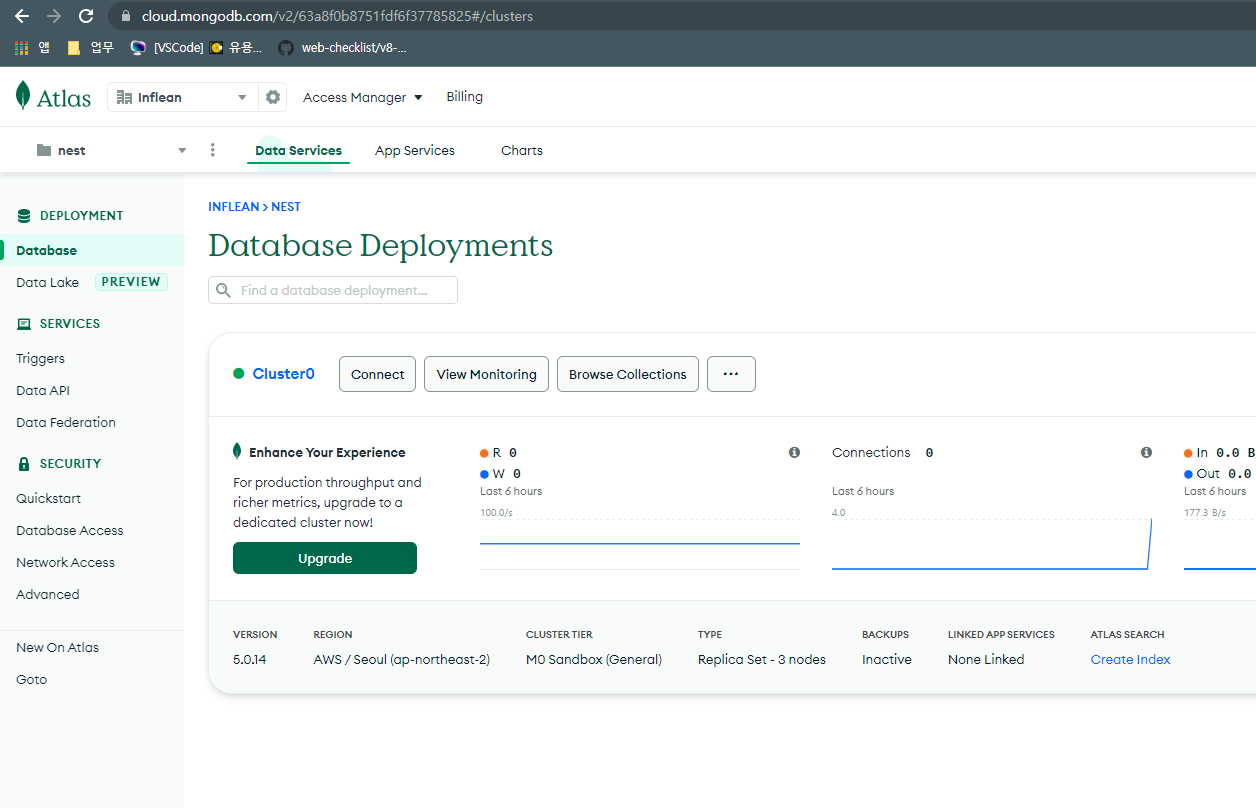 cloud.mongodb.com/v2/63a8f0b8751fdf6f37785825#/clusters
앱 업무 [VSCode] 유용... web-checklist/v8-...
Atlas Inflean Access Manager Billing
nest Data Services App Services Charts
DEPLOYMENT
Database
Data Lake PREVIEW
SERVICES
Triggers
Data API
Data Federation
SECURITY
Quickstart
Database Access
Network Access
Advanced
New On Atlas
Goto
INFLEAN > NEST
Database Deployments
Find a database deployment...
Cluster0 Connect View Monitoring Browse Collections ...
Enhance Your Experience
For production throughput and
richer metrics, upgrade to a
dedicated cluster now!
Upgrade
R 0
W 0
Last 6 hours
100.0/s
Connections 0
Last 6 hours
4.0
In 0.0 B
Out 0.0
Last 6 hours
177.3 B/s
VERSION REGION CLUSTER TIER TYPE BACKUPS LINKED APP SERVICES ATLAS SEARCH
5.0.14 AWS / Seoul (ap-northeast-2) M0 Sandbox (General) Replica Set - 3 nodes Inactive None Linked Create Index